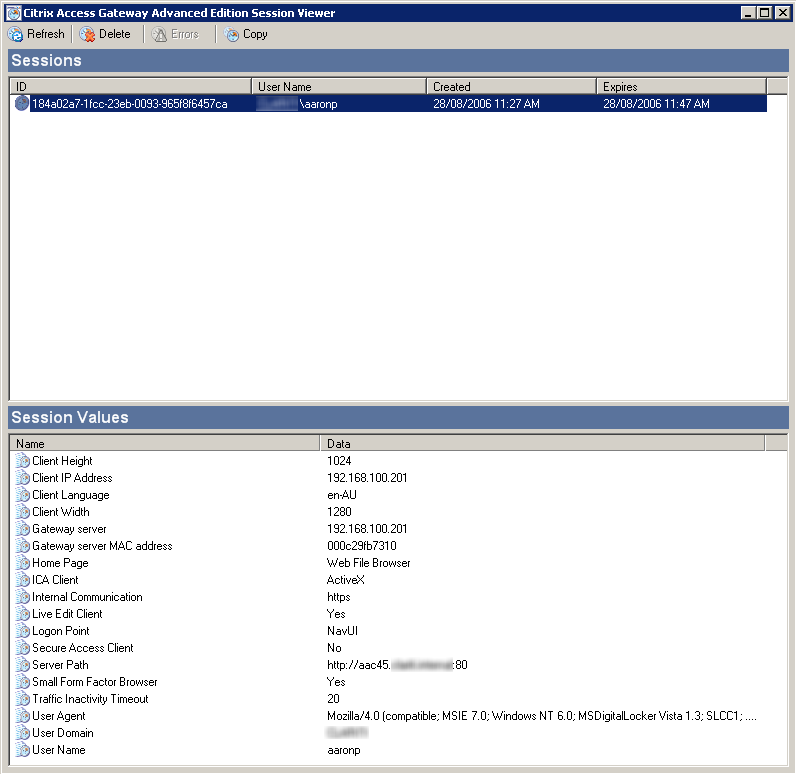 Citrix Access Gateway Advanced Edition Session Viewer
Refresh Delete Errors Copy
Sessions
ID User Name Created Expires
184a02a7-1fcc-23eb-0093-965f8f6457ca \aaronp 28/08/2006 11:27 AM 28/08/2006 11:47 AM
Session Values
Name Data
Client Height 1024
Client IP Address 192.168.100.201
Client Language en-AU
Client Width 1280
Gateway server 192.168.100.201
Gateway server MAC address 000c29fb7310
Home Page Web File Browser
ICA Client ActiveX
Internal Communication https
Live Edit Client Yes
Logon Point NavUI
Secure Access Client No
Server Path http://aac45. :80
Small Form Factor Browser Yes
Traffic Inactivity Timeout 20
User Agent Mozilla/4.0 (compatible; MSIE 7.0; Windows NT 6.0; MSDigitalLocker Vista 1.3; SLCC1; ....
User Domain
User Name aaronp